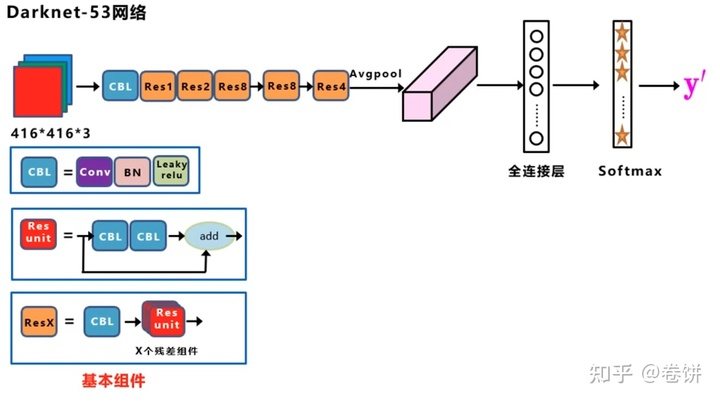 Darknet-53网络
CBL Res1 Res2 Res8 Res8 Res4 Avgpool y'
416*416*3
全连接层 Softmax
CBL = Conv BN Leaky relu
Res unit = CBL CBL add
ResX = CBL Res unit
X个残差组件
基本组件
知乎 @卷饼